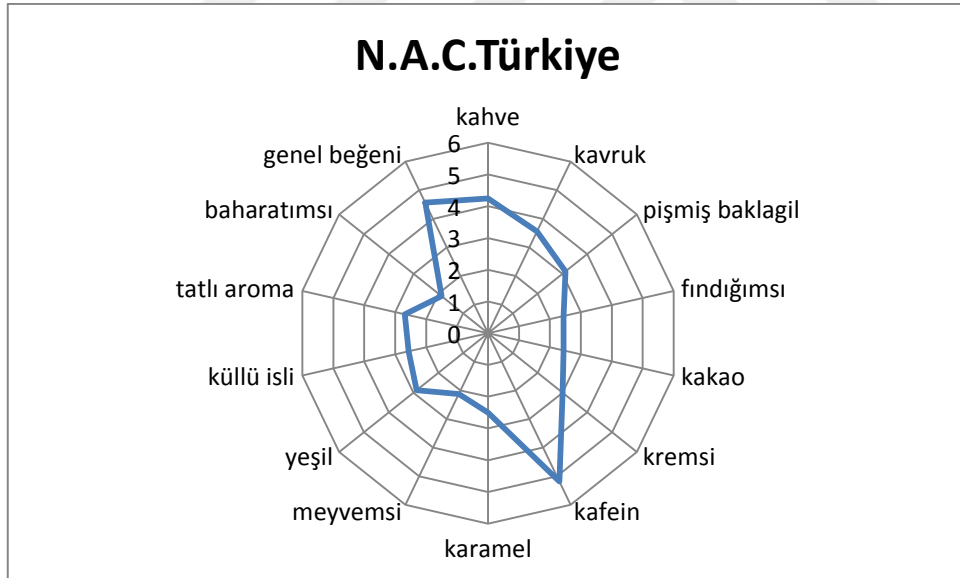 N.A.C.Türkiye
kahve
kavruk
pişmiş baklagil
fındığımsı
kakao
kremsi
kafein
karamel
meyvemsi
yeşil
küllü isli
tatlı aroma
baharatımsı
genel beğeni
6
5
4
3
2
1
0